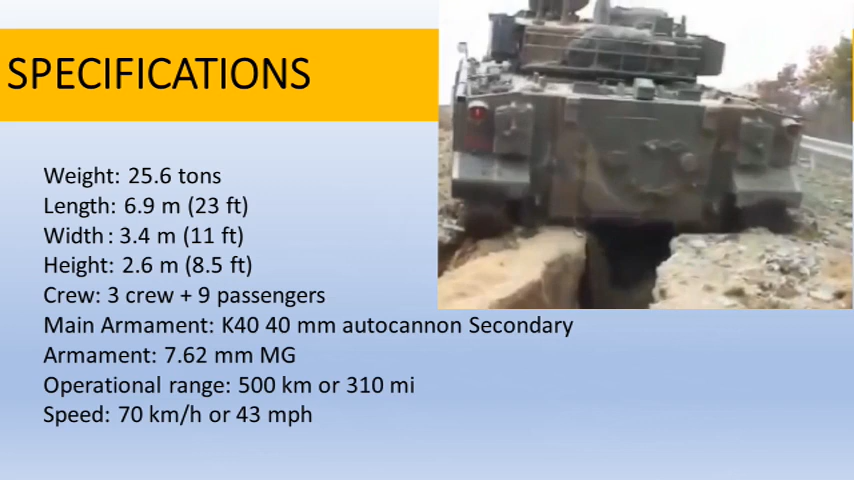 SPECIFICATIONS
Weight: 25.6 tons
Length: 6.9 m (23 ft)
Width : 3.4 m (11 ft)
Height: 2.6 m (8.5 ft)
Crew: 3 crew + 9 passengers
Main Armament: K40 40 mm autocannon Secondary
Armament: 7.62 mm MG
Operational range: 500 km or 310 mi
Speed: 70 km/h or 43 mph